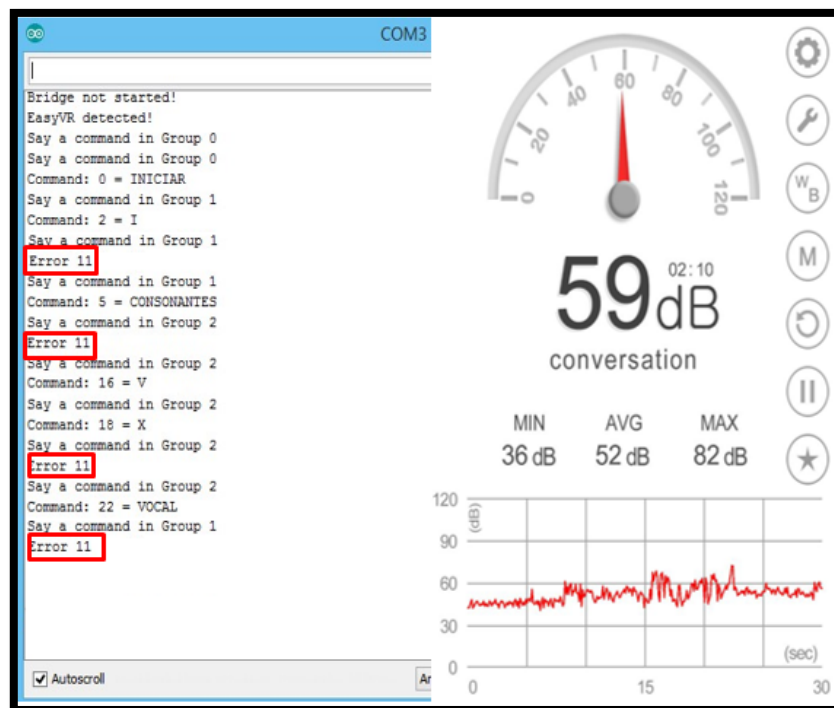 COM3
Bridge not started!
EasyVR detected!
Say a command in Group 0
Say a command in Group 0
Command: 0 = INICIAR
Say a command in Group 1
Command: 2 = I
Say a command in Group 1
Error 11
Say a command in Group 1
Command: 5 = CONSONANTES
Say a command in Group 2
Error 11
Say a command in Group 2
Command: 16 = V
Say a command in Group 2
Command: 18 = X
Say a command in Group 2
Error 11
Say a command in Group 2
Command: 22 = VOCAL
Say a command in Group 1
Error 11
Autoscroll
0 20 40 60 80 100 120
59 dB
02:10
conversation
MIN AVG MAX
36 dB 52 dB 82 dB
WB
M
120
(dB)
90
60
30
0
(sec)
0 15 30